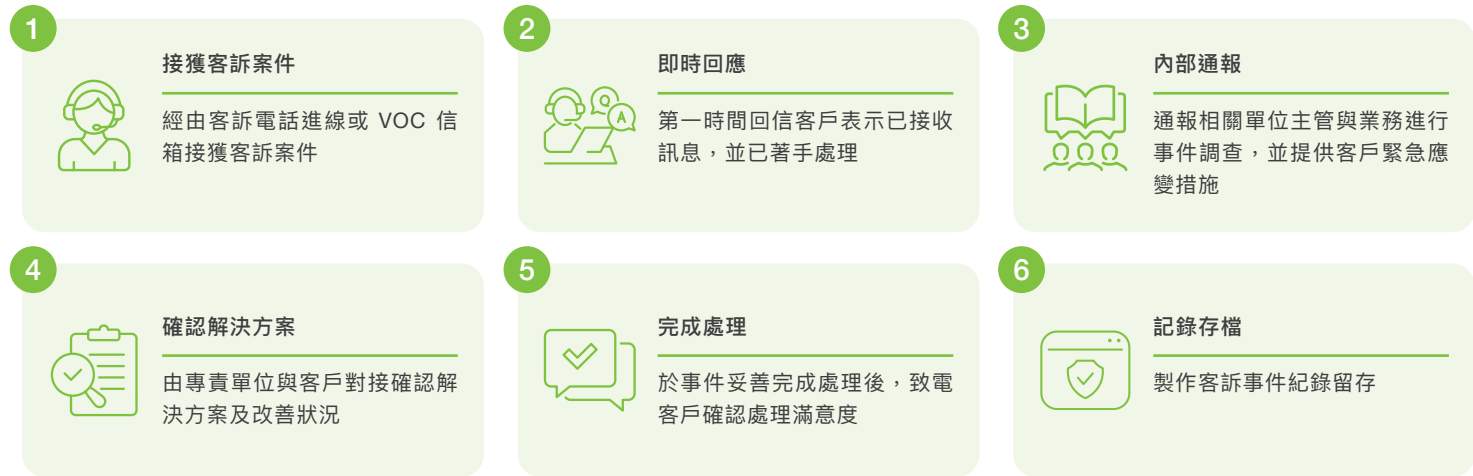 1
接獲客訴案件
經由客訴電話進線或 VOC 信
箱接獲客訴案件
2
即時回應
Q
A
第一時間回信客戶表示已接收
訊息，並已著手處理
3
內部通報
通報相關單位主管與業務進行
事件調查，並提供客戶緊急應
變措施
4
確認解決方案
由專責單位與客戶對接確認解
決方案及改善狀況
5
完成處理
於事件妥善完成處理後，致電
客戶確認處理滿意度
6
記錄存檔
製作客訴事件紀錄留存